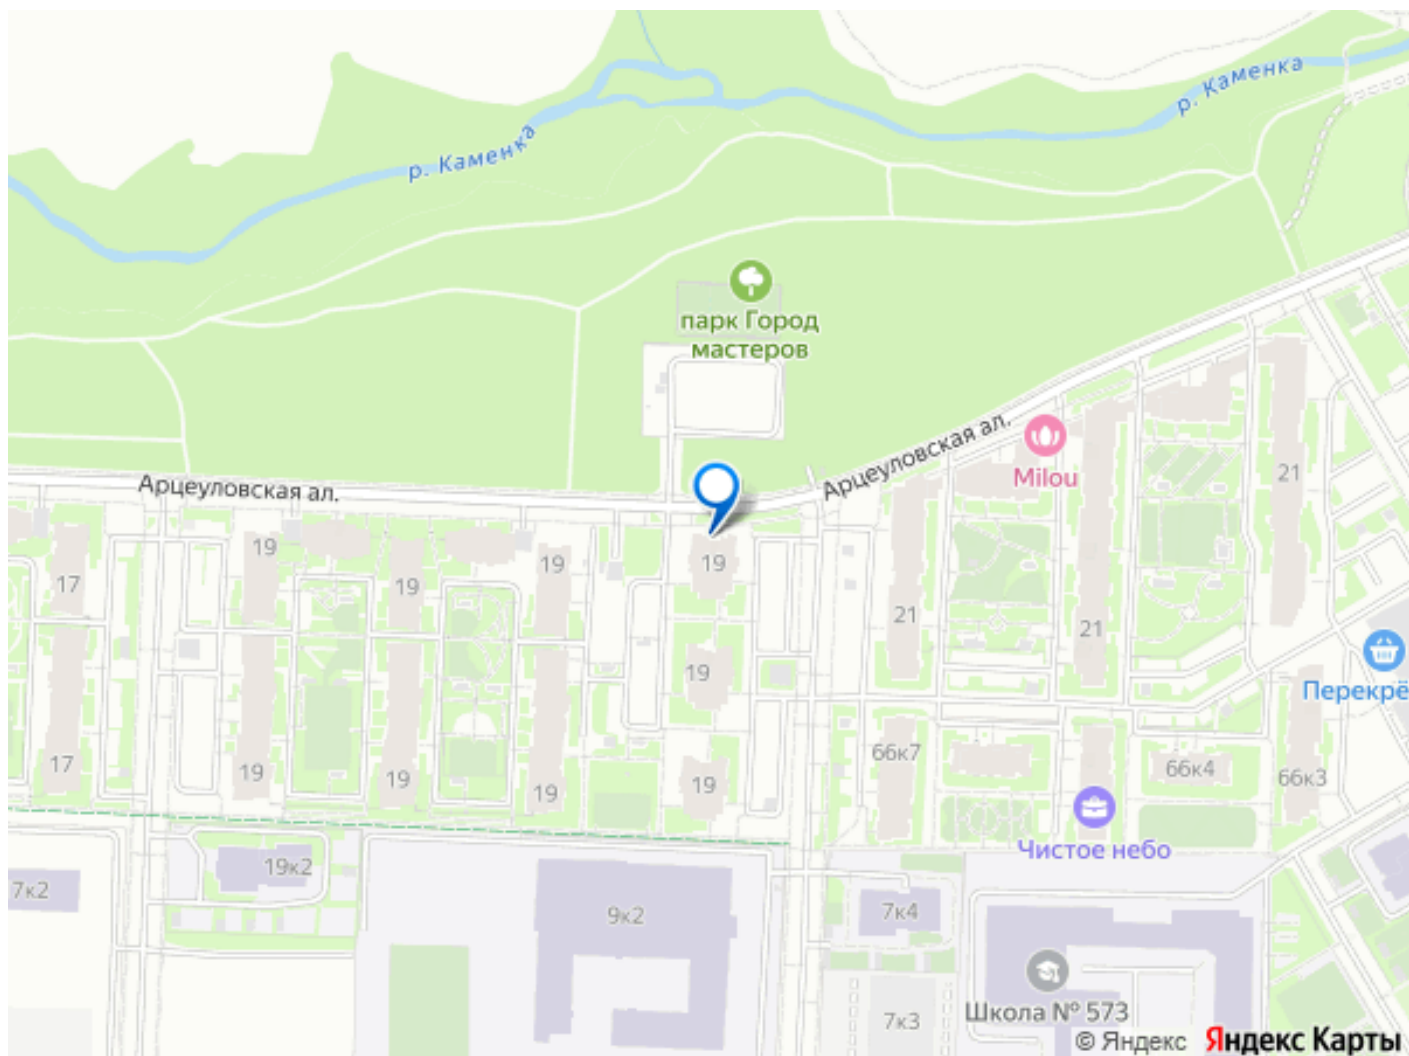 р. Каменка
р. Каменка
парк Город
мастеров
Арцеуловская ал.
Milou
Арцеуловская ал.
21
19
19
19
19
17
21
21
19
Перекрё
66к7
66к4
66к3
17
19
19
19
19
Чистое небо
19к2
7к2
9к2
7к4
Школа № 573
7к3
© Яндекс
Яндекс Карты